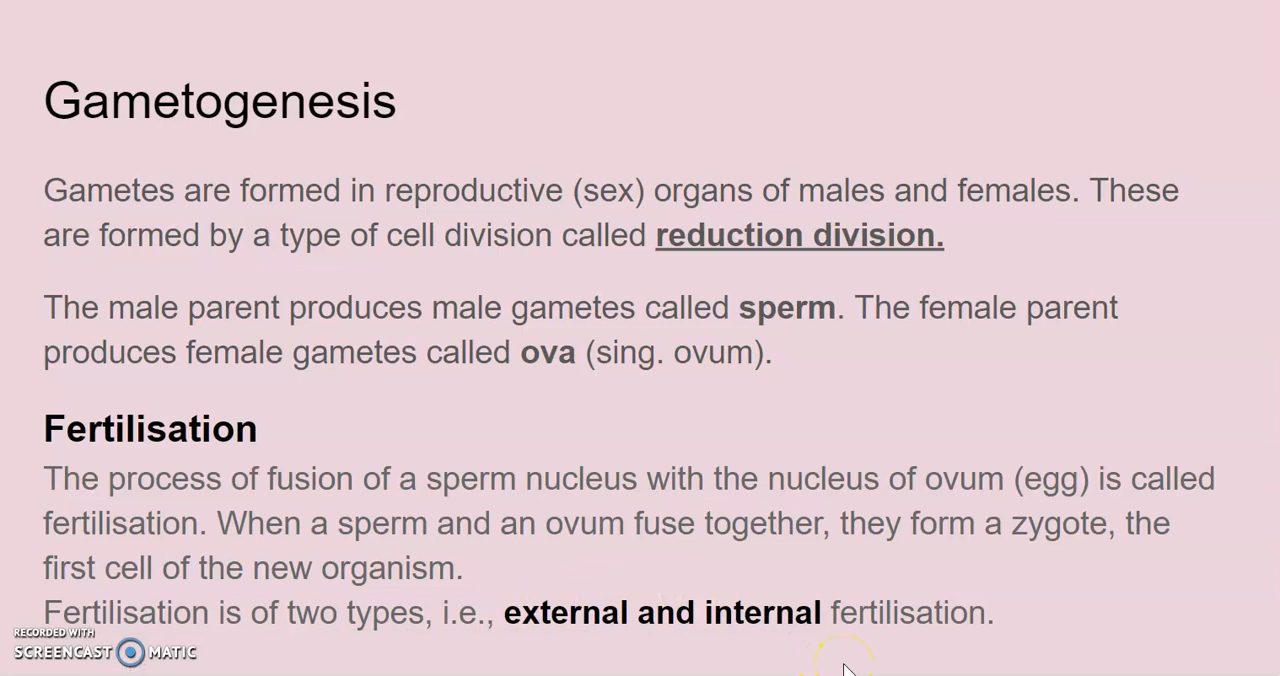 Gametogenesis
Gametes are formed in reproductive (sex) organs of males and females. These
are formed by a type of cell division called reduction division.
The male parent produces male gametes called sperm. The female parent
produces female gametes called ova (sing. ovum).
Fertilisation
The process of fusion of a sperm nucleus with the nucleus of ovum (egg) is called
fertilisation. When a sperm and an ovum fuse together, they form a zygote, the
first cell of the new organism.
Fertilisation is of two types, i.e., external and internal fertilisation.
RECORDED WITH
SCREENCAST MATIC